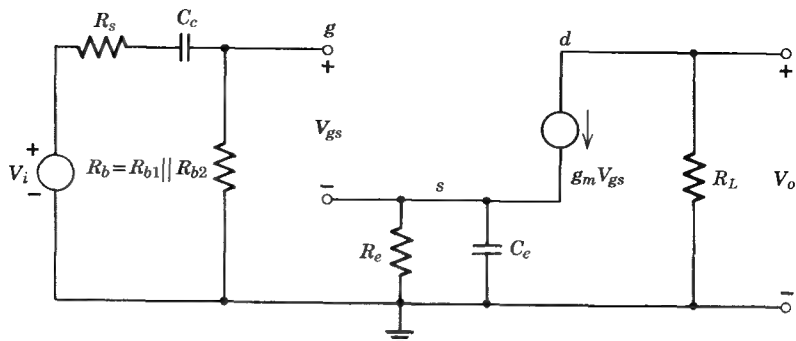 R_s
C_c
g
+
d
+
+
V_i
-
R_b = R_b1 || R_b2
V_gs
-
s
g_m V_gs
R_L
V_o
R_e
C_e
-